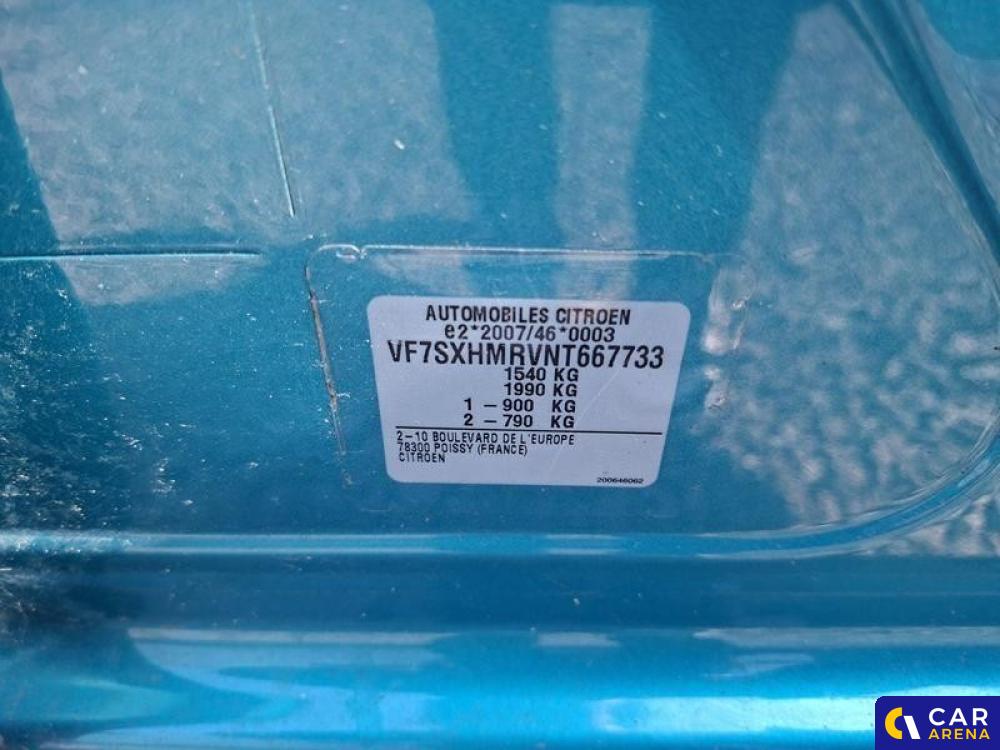 AUTOMOBILES CITROEN
e2*2007/46*0003
VF7SXHMRVNT667733
1540 KG
1990 KG
1 - 900 KG
2 - 790 KG
2-10 BOULEVARD DE L'EUROPE
78300 POISSY (FRANCE)
CITROEN
200646062
CAR
ARENA